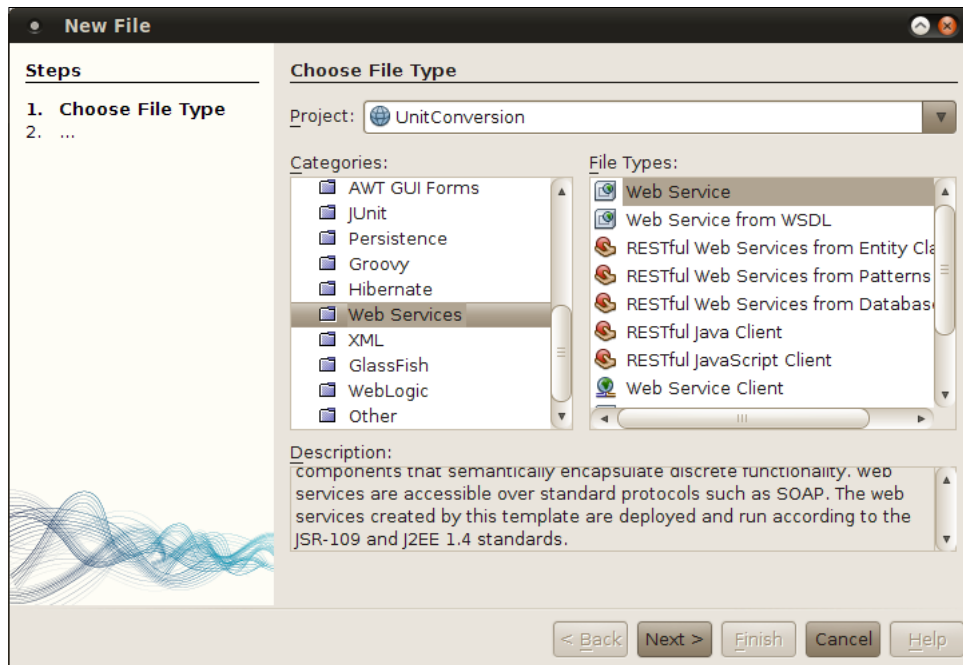 New File
Steps
1. Choose File Type
2. ...
Choose File Type
Project: UnitConversion
Categories:
AWT GUI Forms
JUnit
Persistence
Groovy
Hibernate
Web Services
XML
GlassFish
WebLogic
Other
File Types:
Web Service
Web Service from WSDL
RESTful Web Services from Entity Cla
RESTful Web Services from Patterns
RESTful Web Services from Databas
RESTful Java Client
RESTful JavaScript Client
Web Service Client
Description:
components that semantically encapsulate discrete functionality. Web
services are accessible over standard protocols such as SOAP. The web
services created by this template are deployed and run according to the
JSR-109 and J2EE 1.4 standards.
< Back Next > Finish Cancel Help